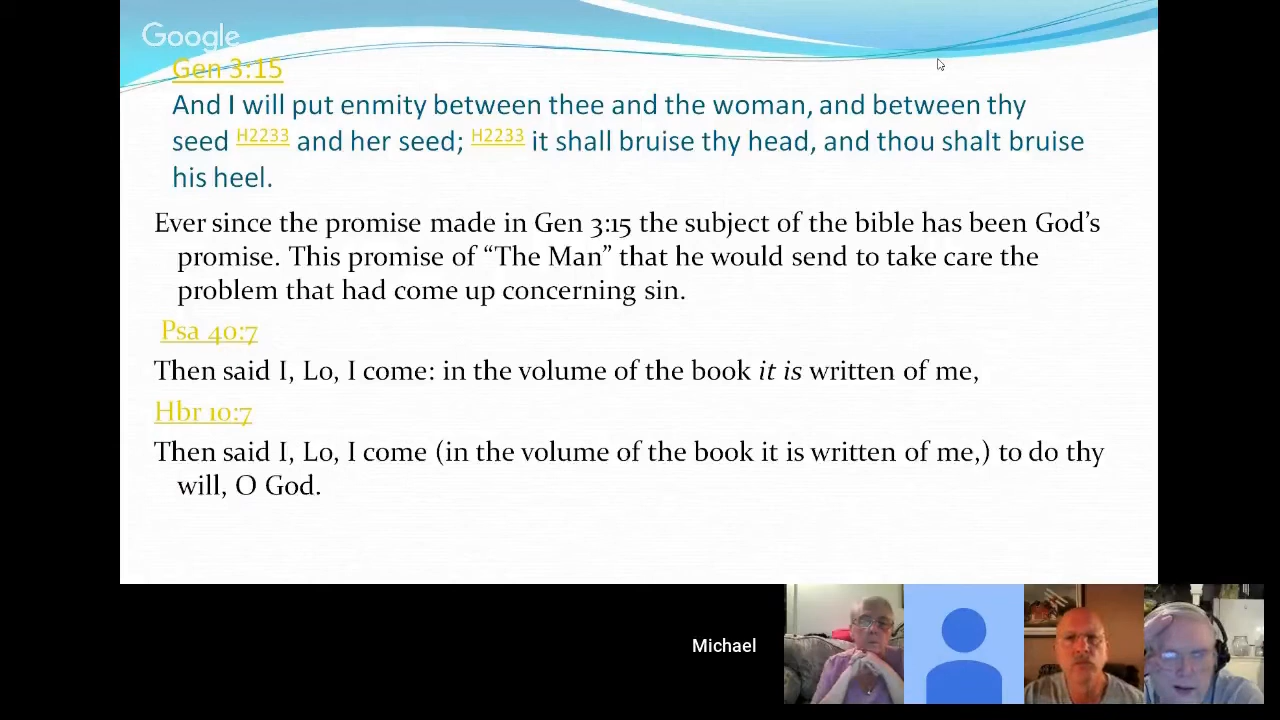 Google
Gen 3:15
And I will put enmity between thee and the woman, and between thy
seed H2233 and her seed; H2233 it shall bruise thy head, and thou shalt bruise
his heel.
Ever since the promise made in Gen 3:15 the subject of the bible has been God’s
promise. This promise of “The Man” that he would send to take care the
problem that had come up concerning sin.
Psa 40:7
Then said I, Lo, I come: in the volume of the book it is written of me,
Hbr 10:7
Then said I, Lo, I come (in the volume of the book it is written of me,) to do thy
will, O God.
Michael